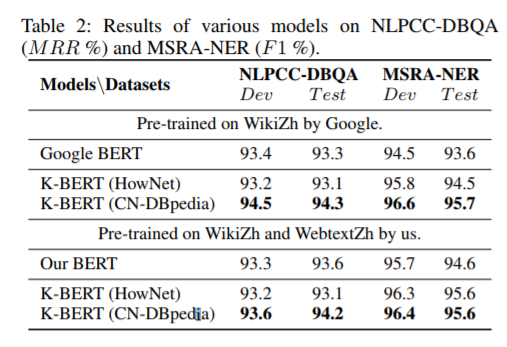 Table 2: Results of various models on NLPCC-DBQA
(MRR %) and MSRA-NER (F1 %).
Models\Datasets NLPCC-DBQA MSRA-NER
Dev Test Dev Test
Pre-trained on WikiZh by Google.
Google BERT 93.4 93.3 94.5 93.6
K-BERT (HowNet) 93.2 93.1 95.8 94.5
K-BERT (CN-DBpedia) 94.5 94.3 96.6 95.7
Pre-trained on WikiZh and WebtextZh by us.
Our BERT 93.3 93.6 95.7 94.6
K-BERT (HowNet) 93.2 93.1 96.3 95.6
K-BERT (CN-DBpedia) 93.6 94.2 96.4 95.6